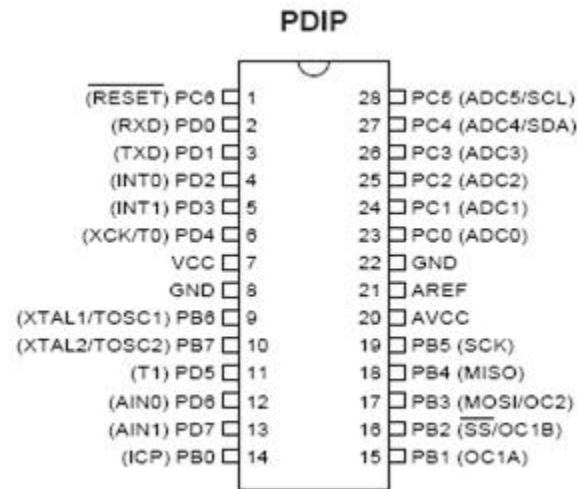 PDIP
(RESET) PC6 1 28 PC5 (ADC5/SCL)
(RXD) PD0 2 27 PC4 (ADC4/SDA)
(TXD) PD1 3 26 PC3 (ADC3)
(INT0) PD2 4 25 PC2 (ADC2)
(INT1) PD3 5 24 PC1 (ADC1)
(XCK/T0) PD4 6 23 PC0 (ADC0)
VCC 7 22 GND
GND 8 21 AREF
(XTAL1/TOSC1) PB6 9 20 AVCC
(XTAL2/TOSC2) PB7 10 19 PB5 (SCK)
(T1) PD5 11 18 PB4 (MISO)
(AIN0) PD6 12 17 PB3 (MOSI/OC2)
(AIN1) PD7 13 16 PB2 (SS/OC1B)
(ICP) PB0 14 15 PB1 (OC1A)